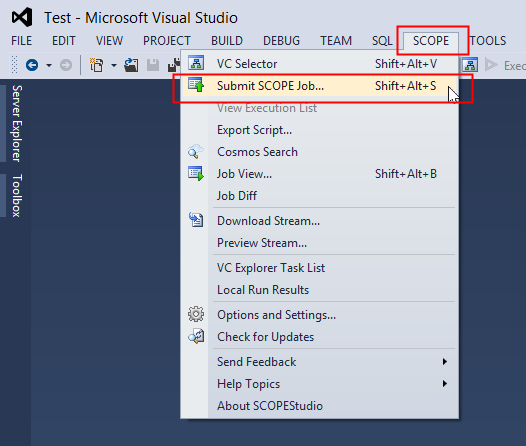 Test - Microsoft Visual Studio
FILE EDIT VIEW PROJECT BUILD DEBUG TEAM SQL SCOPE TOOLS
VC Selector Shift+Alt+V
Submit SCOPE Job... Shift+Alt+S
View Execution List
Export Script...
Cosmos Search
Job View... Shift+Alt+B
Job Diff
Download Stream...
Preview Stream...
VC Explorer Task List
Local Run Results
Options and Settings...
Check for Updates
Send Feedback
Help Topics
About SCOPEStudio
Exec
Server Explorer
Toolbox